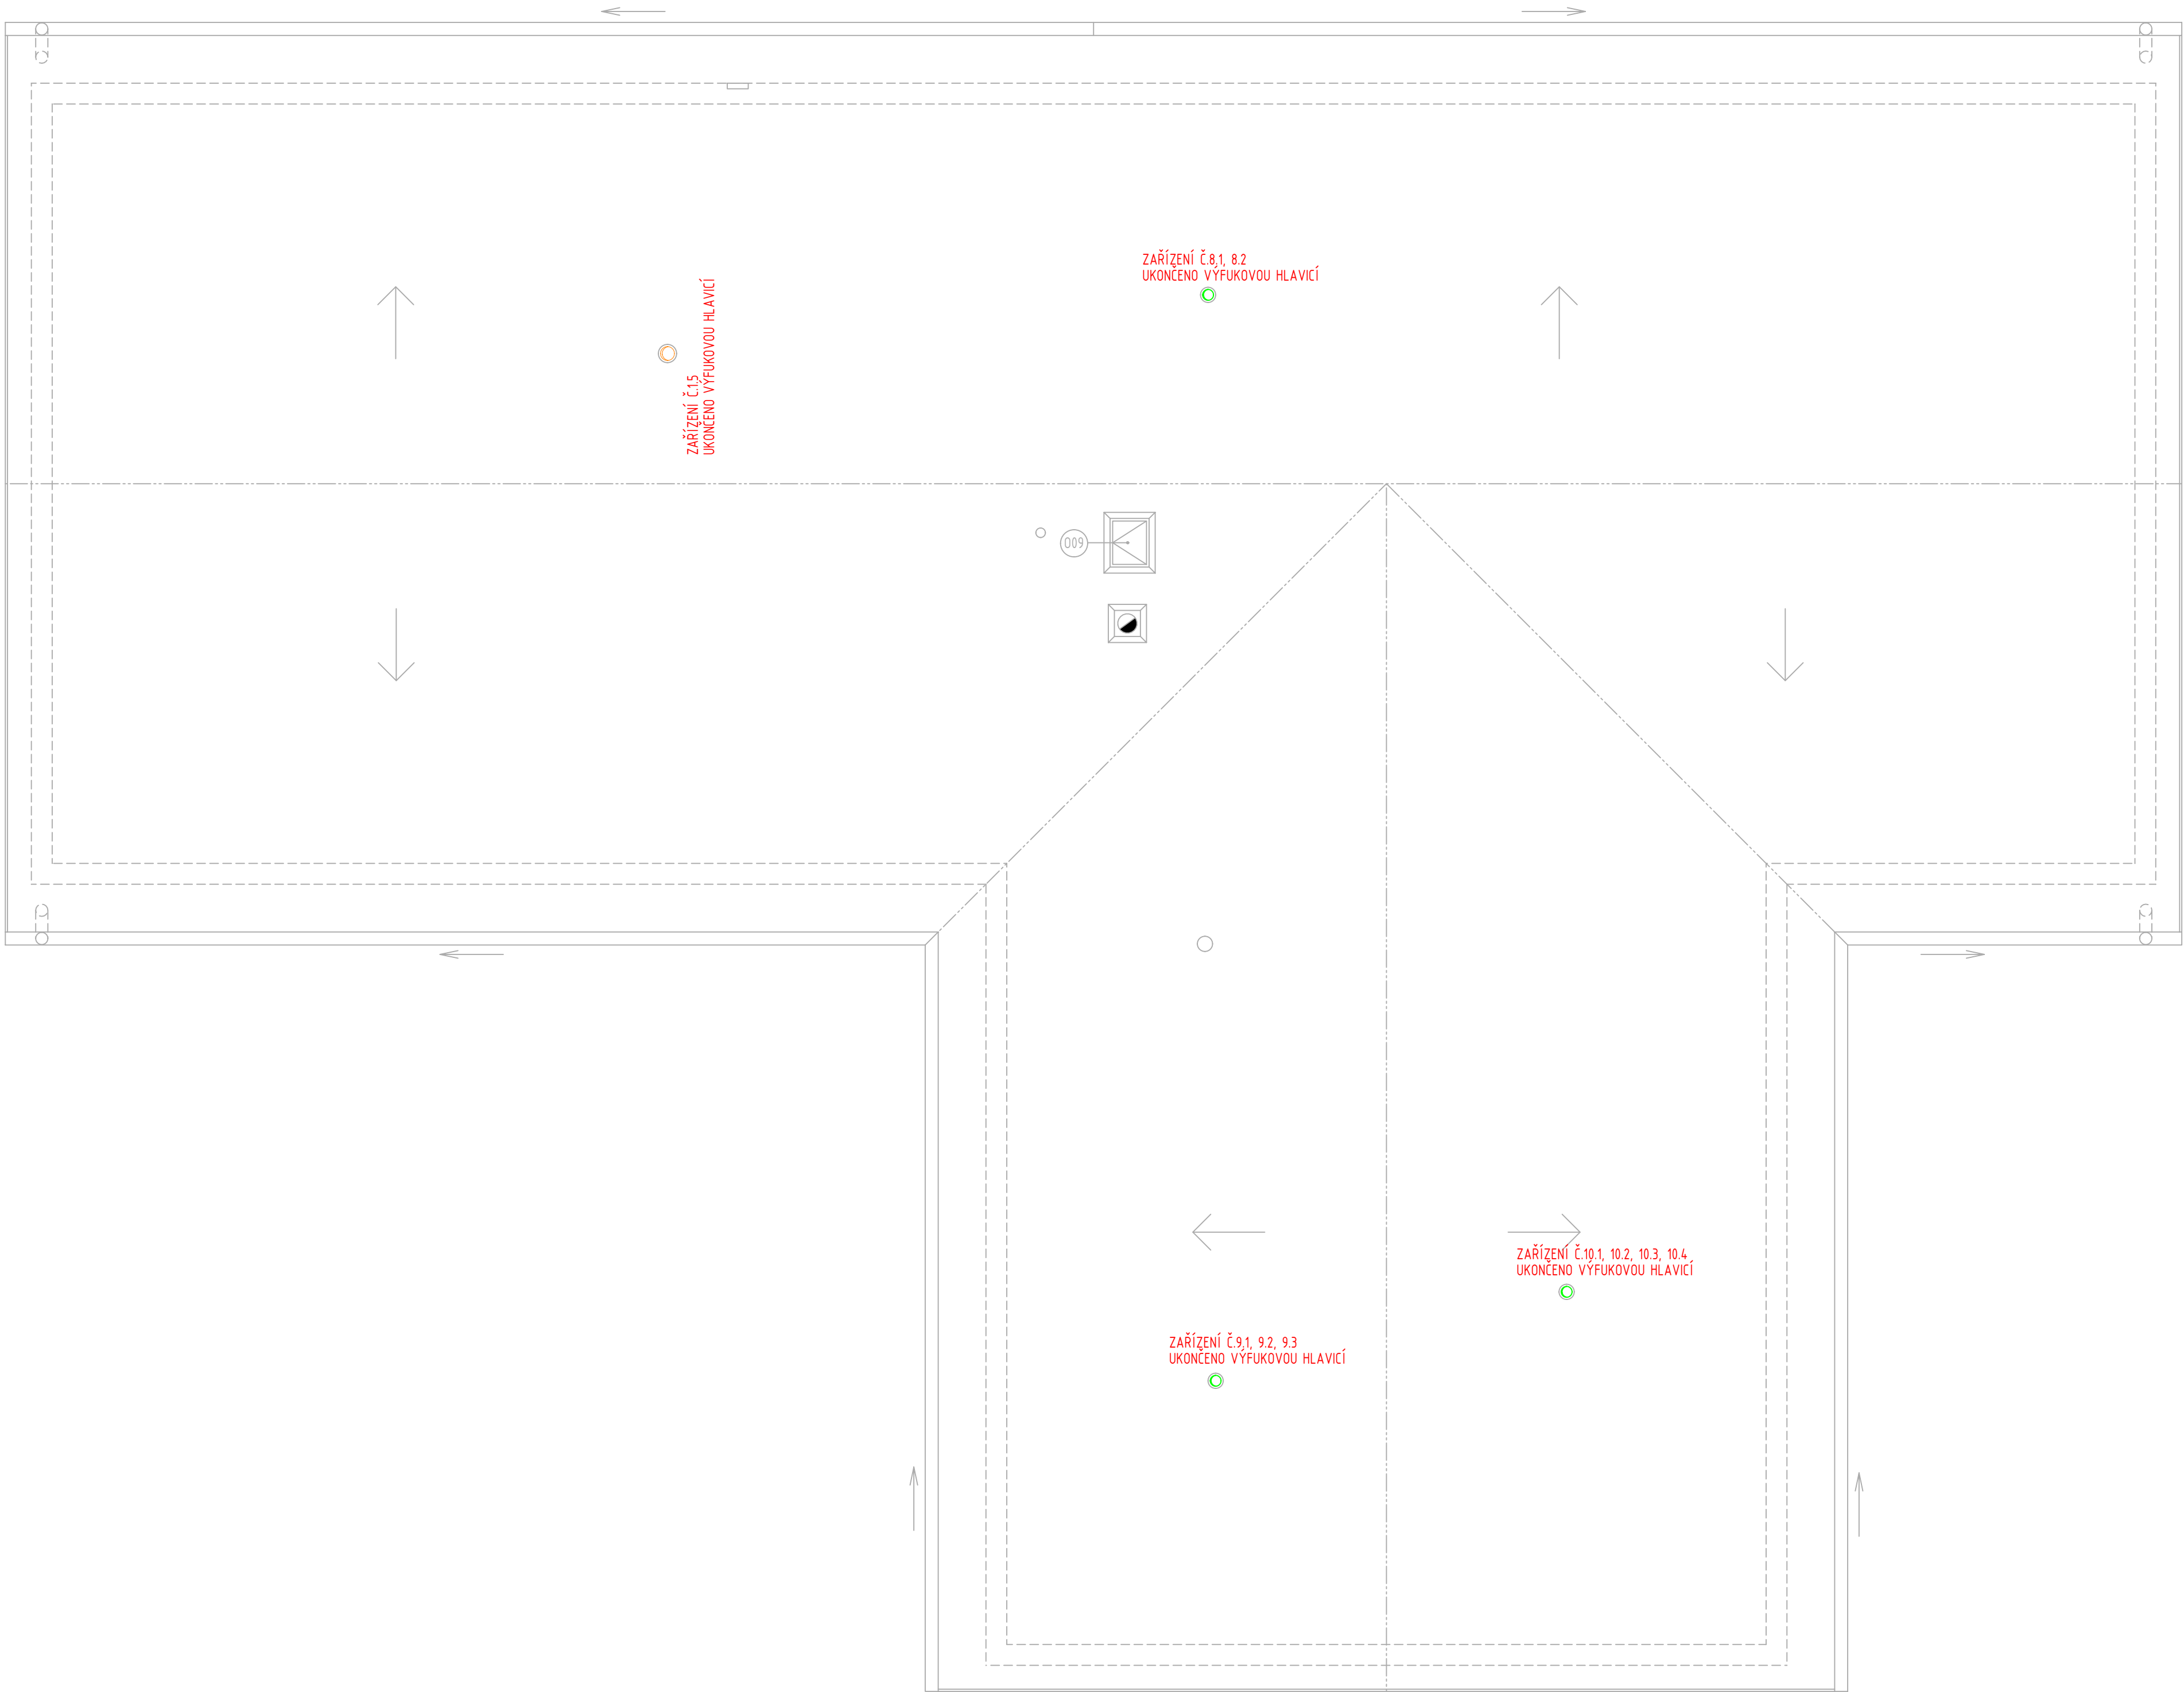 ZAŘÍZENÍ Č.8.1, 8.2
UKONČENO VÝFUKOVOU HLAVICÍ
ZAŘÍZENÍ Č.1.5
UKONČENO VÝFUKOVOU HLAVICÍ
O09
ZAŘÍZENÍ Č.10.1, 10.2, 10.3, 10.4
UKONČENO VÝFUKOVOU HLAVICÍ
ZAŘÍZENÍ Č.9.1, 9.2, 9.3
UKONČENO VÝFUKOVOU HLAVICÍ